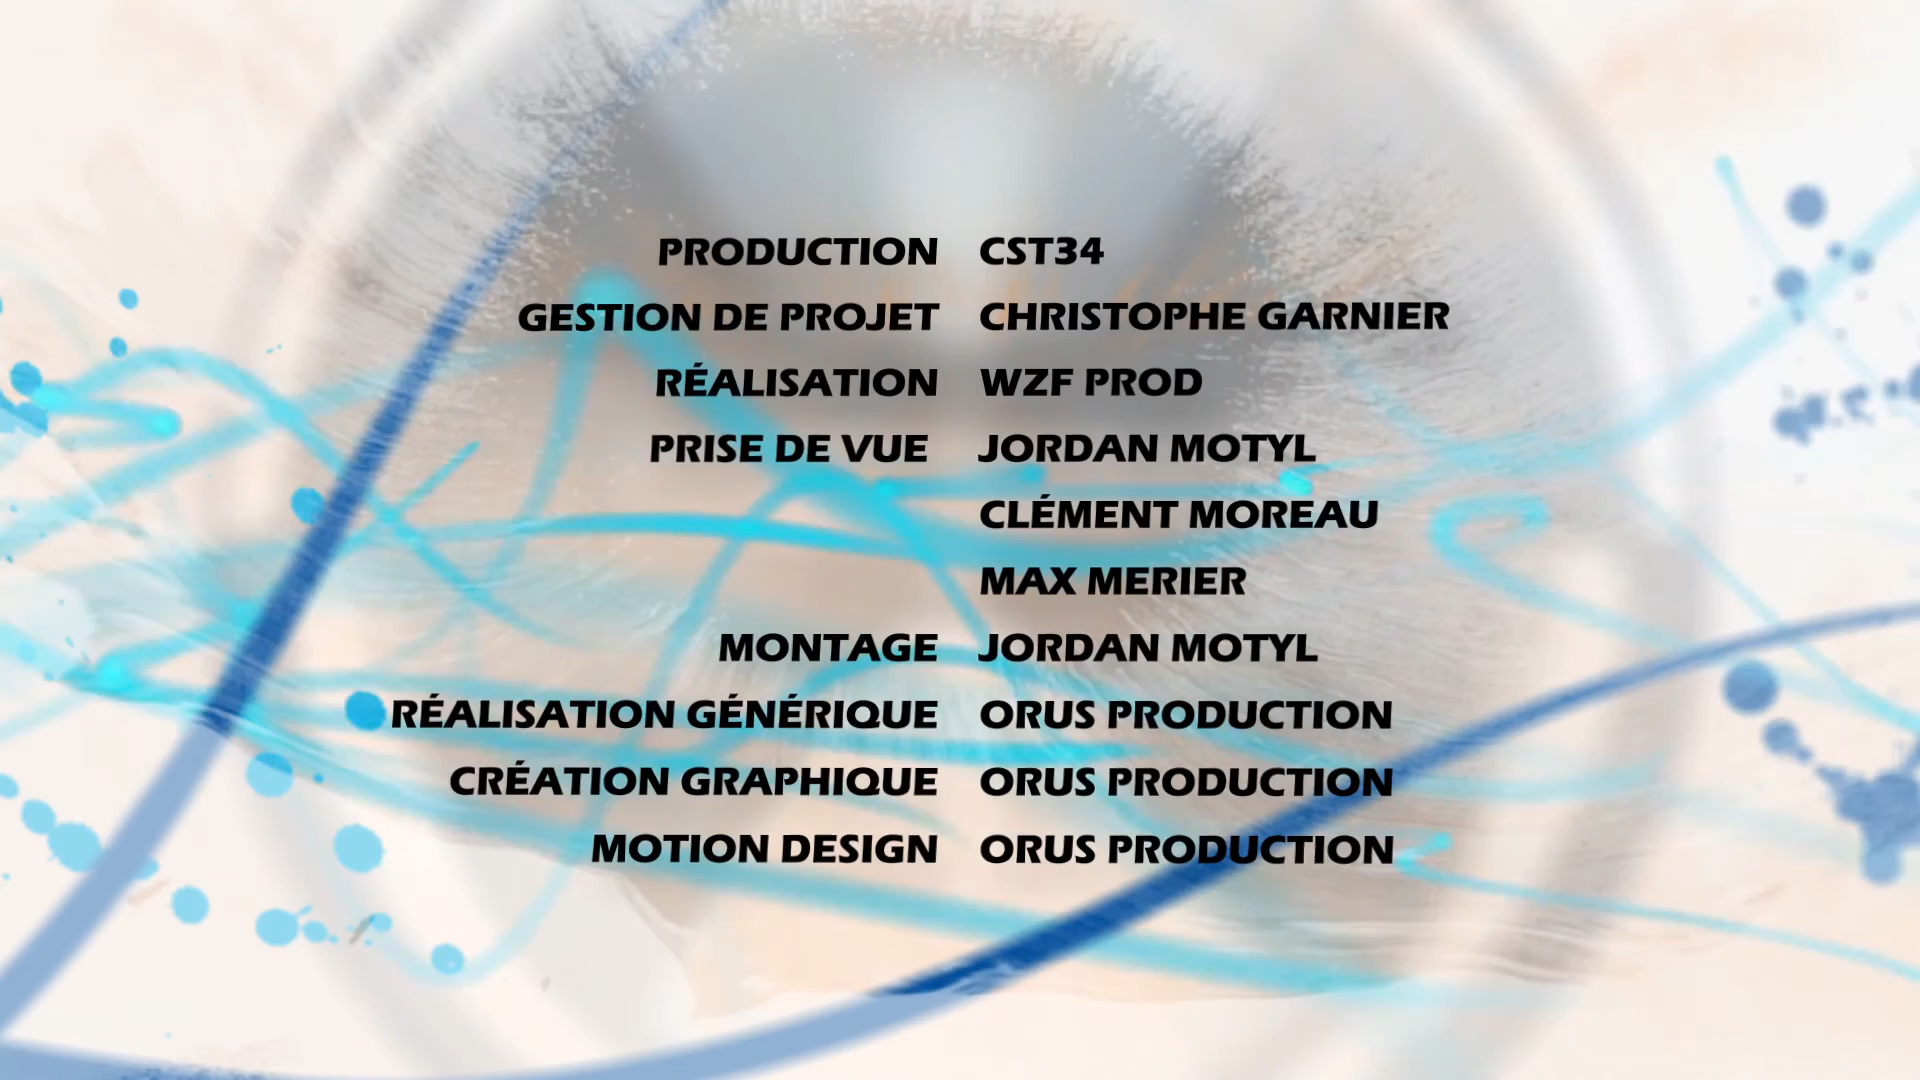 PRODUCTION CST34
GESTION DE PROJET CHRISTOPHE GARNIER
RÉALISATION WZF PROD
PRISE DE VUE JORDAN MOTYL
CLÉMENT MOREAU
MAX MERIER
MONTAGE JORDAN MOTYL
RÉALISATION GÉNÉRIQUE ORUS PRODUCTION
CRÉATION GRAPHIQUE ORUS PRODUCTION
MOTION DESIGN ORUS PRODUCTION